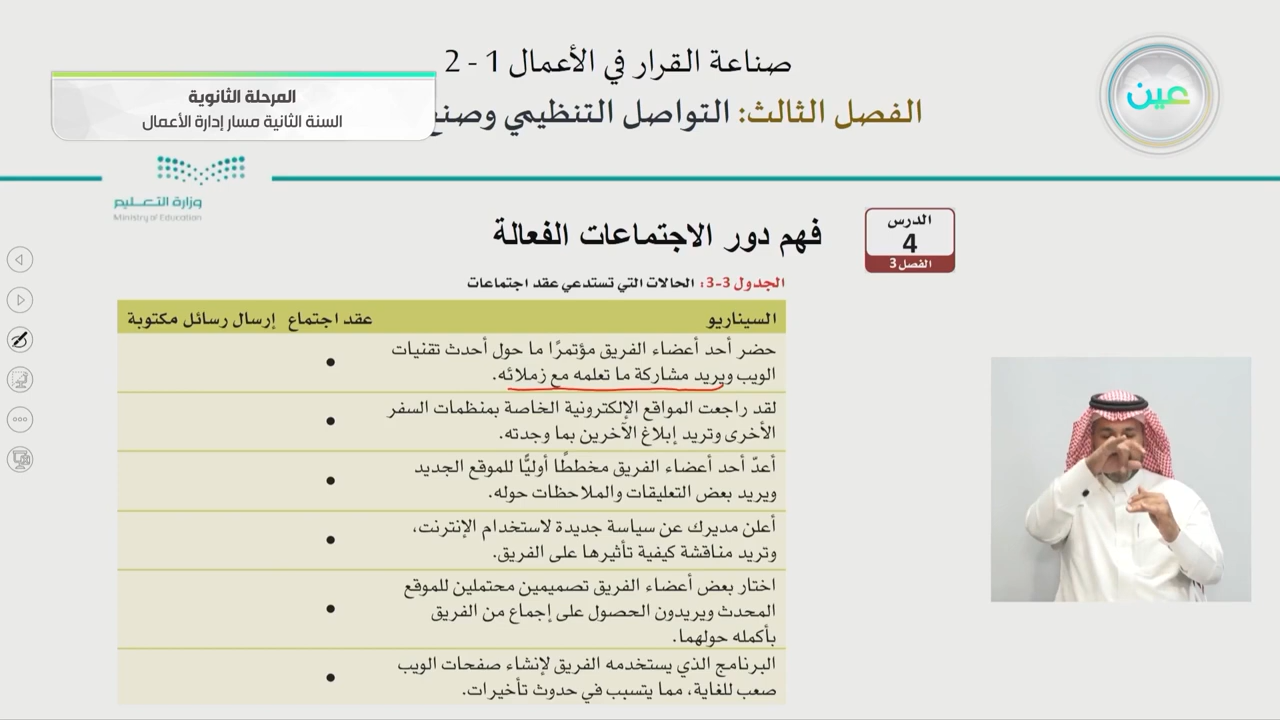 صناعة القرار في الأعمال 1 - 2
الفصل الثالث: التواصل التنظيمي
المرحلة الثانوية
السنة الثانية مسار إدارة الأعمال
عين
وزارة التعليم
Ministry of Education
الدرس
4
الفصل 3
فهم دور الاجتماعات الفعالة
الجدول 3-3: الحالات التي تستدعي عقد اجتماعات
السيناريو عقد اجتماع إرسال رسائل مكتوبة
حضر أحد أعضاء الفريق مؤتمرًا ما حول أحدث تقنيات
الويب ويريد مشاركة ما تعلمه مع زملائه. •
لقد راجعت المواقع الإلكترونية الخاصة بمنظمات السفر
الأخرى وتريد إبلاغ الآخرين بما وجدته. •
أعدّ أحد أعضاء الفريق مخططًا أوليًّا للموقع الجديد
ويريد بعض التعليقات والملاحظات حوله. •
أعلن مديرك عن سياسة جديدة لاستخدام الإنترنت،
وتريد مناقشة كيفية تأثيرها على الفريق. •
اختار بعض أعضاء الفريق تصميمين محتملين للموقع
المحدث ويريدون الحصول على إجماع من الفريق •
بأكمله حولهما.
البرنامج الذي يستخدمه الفريق لإنشاء صفحات الويب
صعب للغاية، مما يتسبب في حدوث تأخيرات. •